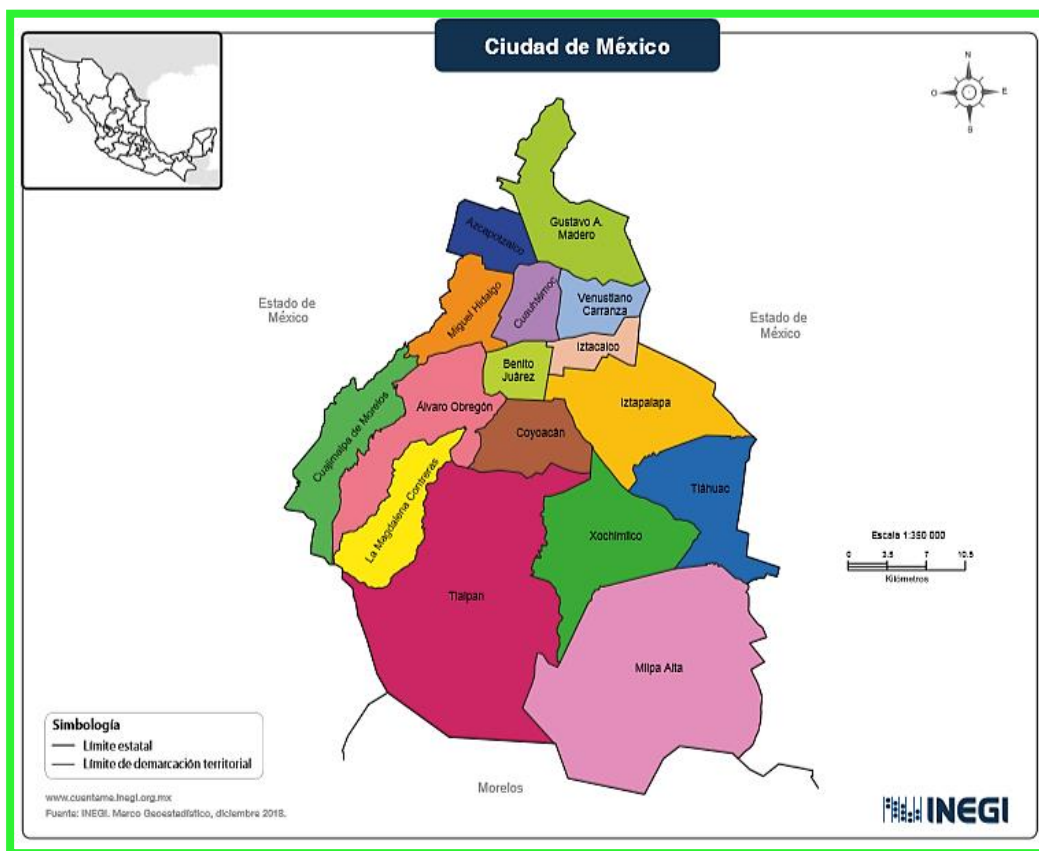 Ciudad de México
N
O
E
S
Gustavo A.
Madero
Azcapotzalco
Miguel Hidalgo
Cuauhtémoc
Venustiano
Carranza
Estado de
México
Estado de
México
Iztacalco
Benito
Juárez
Iztapalapa
Álvaro Obregón
Cuajimalpa de Morelos
Coyoacán
La Magdalena Contreras
Tláhuac
Xochimilco
Escala 1:350 000
0 3.5 7 10.5
Kilómetros
Tlalpan
Milpa Alta
Simbología
Límite estatal
Límite de demarcación territorial
Morelos
www.cuentame.inegi.org.mx
Fuente: INEGI. Marco Geoestadístico, diciembre 2018.
INEGI